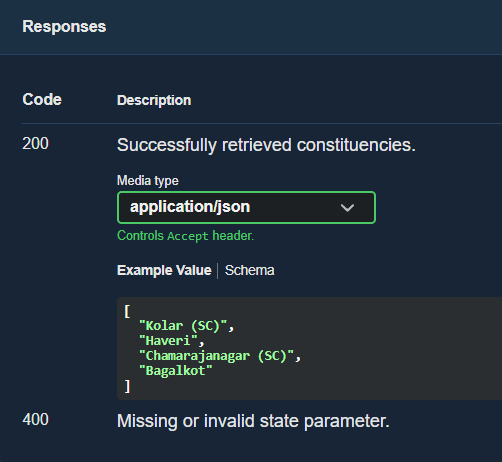 Responses
Code Description
200 Successfully retrieved constituencies.
Media type
application/json
Controls Accept header.
Example Value | Schema
[
"Kolar (SC)",
"Haveri",
"Chamarajanagar (SC)",
"Bagalkot"
]
400 Missing or invalid state parameter.